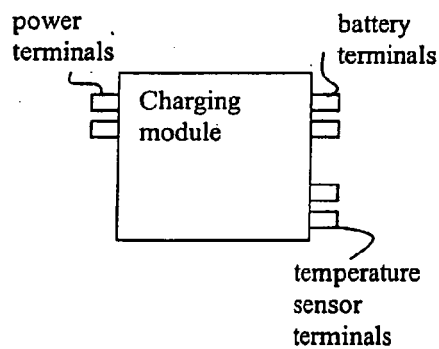 power
terminals
battery
terminals
Charging
module
temperature
sensor
terminals